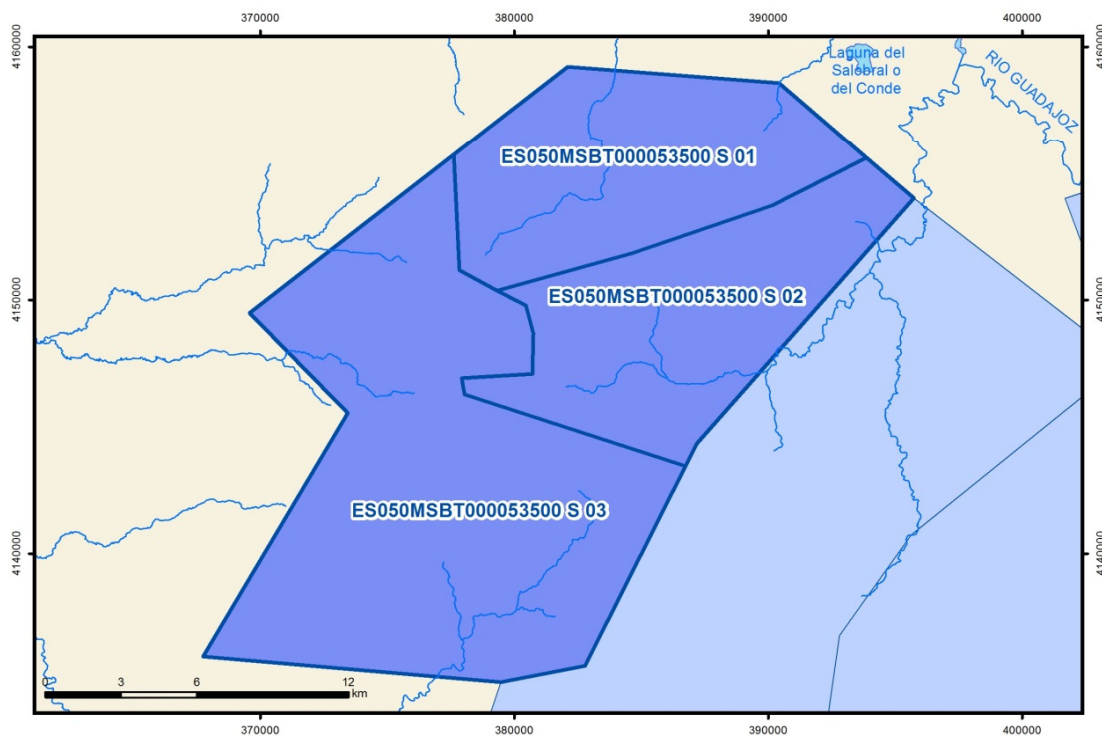 370000 380000 390000 400000
4160000 4160000
Laguna del
Salobral o
del Conde
RIO GUADAJOZ
ES050MSBT000053500 S 01
4150000 4150000
ES050MSBT000053500 S 02
ES050MSBT000053500 S 03
4140000 4140000
0 3 6 12
km
370000 380000 390000 400000